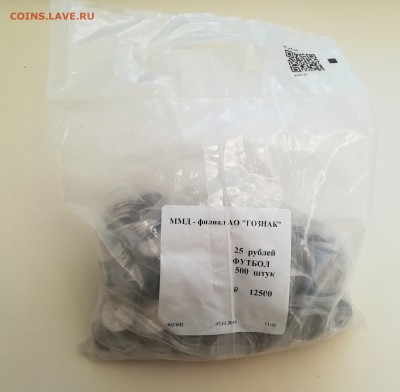 COINS.LAVE.RU
ММД - филиал АО "ГОЗНАК"
25 рублей
ФУТБОЛ
500 штук
₽ 12500